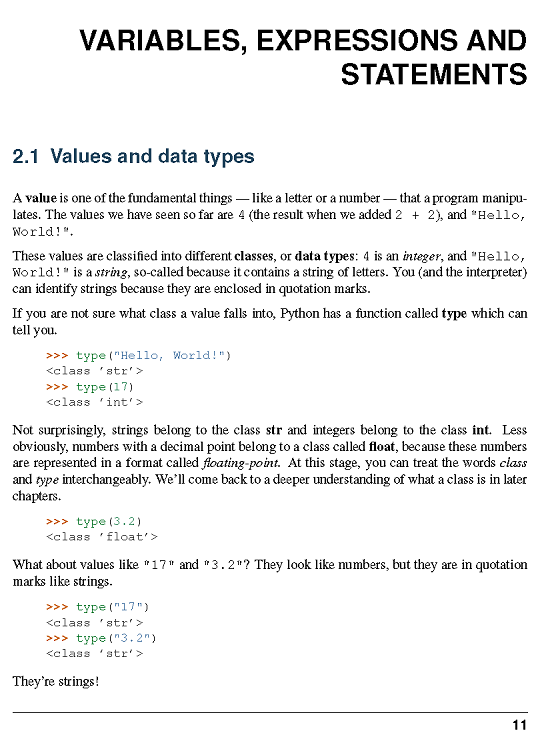 VARIABLES, EXPRESSIONS AND
STATEMENTS
2.1 Values and data types
A value is one of the fundamental things — like a letter or a number — that a program manipu-
lates. The values we have seen so far are 4 (the result when we added 2 + 2), and "Hello,
World!".
These values are classified into different classes, or data types: 4 is an integer, and "Hello,
World!" is a string, so-called because it contains a string of letters. You (and the interpreter)
can identify strings because they are enclosed in quotation marks.
If you are not sure what class a value falls into, Python has a function called type which can
tell you.
>>> type("Hello, World!")
<class 'str'>
>>> type(17)
<class 'int'>
Not surprisingly, strings belong to the class str and integers belong to the class int. Less
obviously, numbers with a decimal point belong to a class called float, because these numbers
are represented in a format called floating-point. At this stage, you can treat the words class
and type interchangeably. We'll come back to a deeper understanding of what a class is in later
chapters.
>>> type(3.2)
<class 'float'>
What about values like "17" and "3.2"? They look like numbers, but they are in quotation
marks like strings.
>>> type("17")
<class 'str'>
>>> type("3.2")
<class 'str'>
They're strings!
11